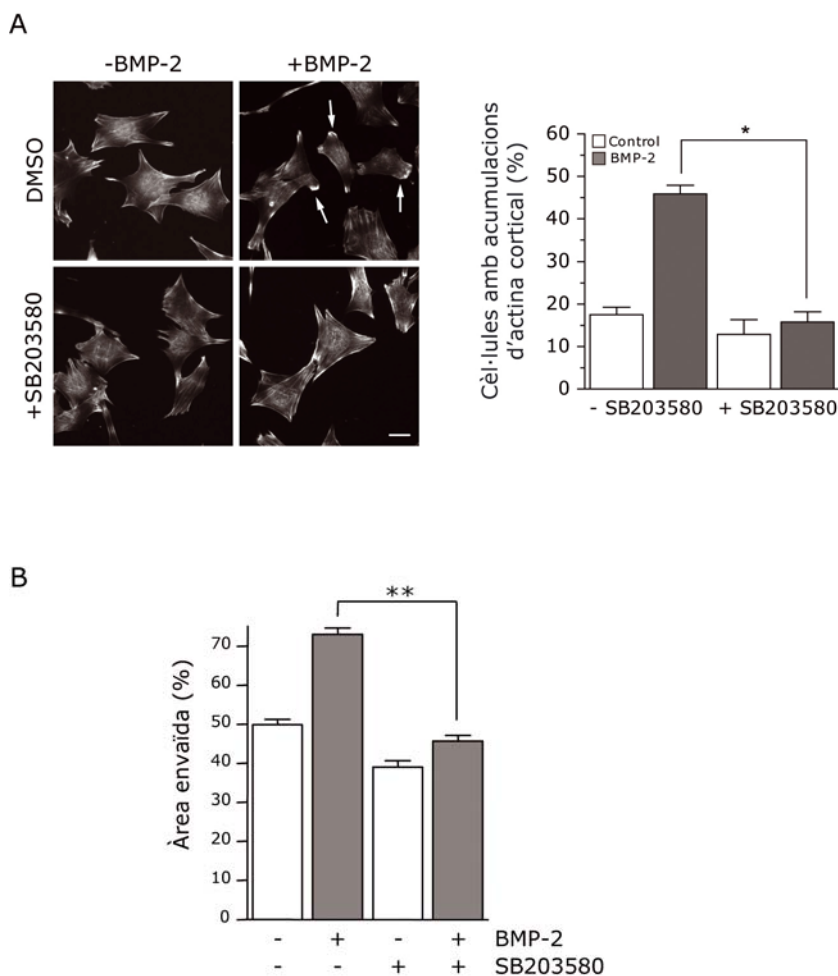 A
-BMP-2 +BMP-2
DMSO
+SB203580
Cèl·lules amb acumulacions
d'actina cortical (%)
60
50
40
30
20
10
0
Control
BMP-2
*
- SB203580 + SB203580
B
Àrea envaïda (%)
70
60
50
40
30
20
10
0
**
- + - + BMP-2
- - + + SB203580